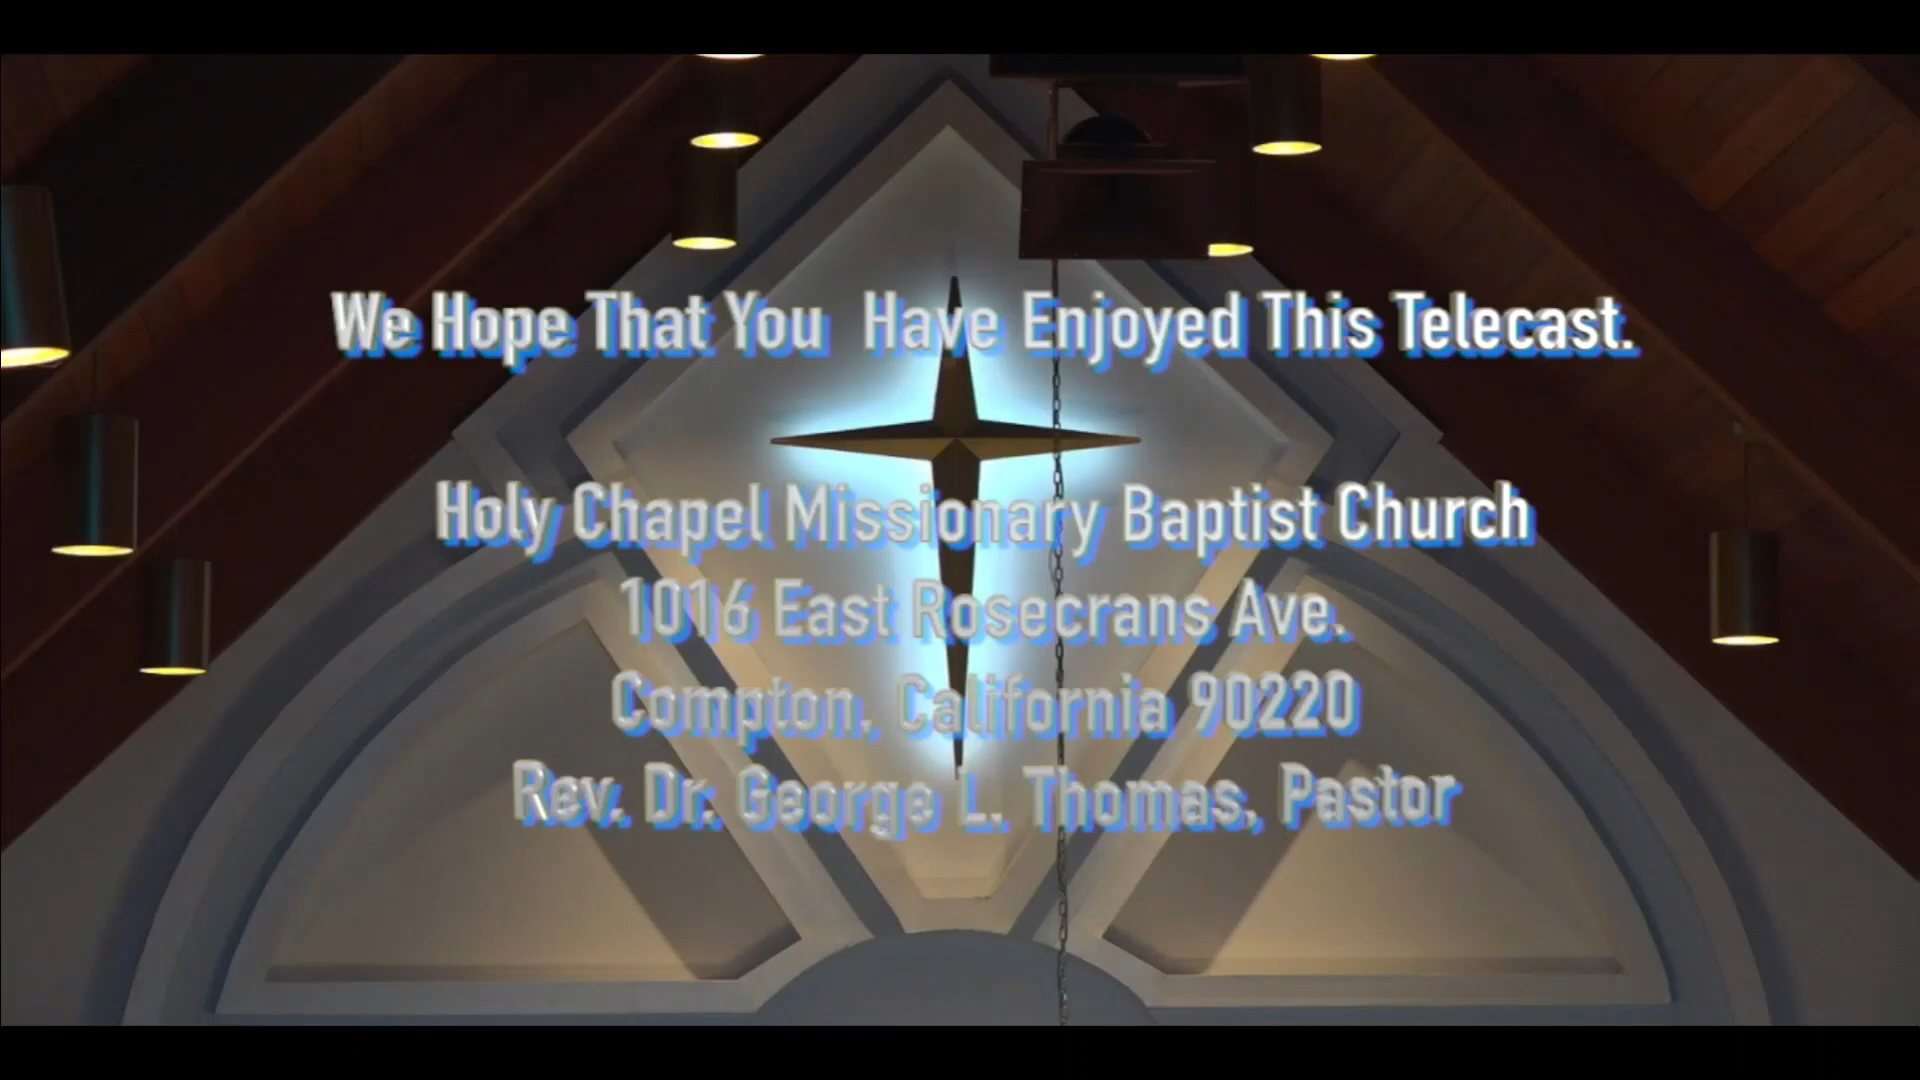 We Hope That You  Have Enjoyed This Telecast.
Holy Chapel Missionary Baptist Church
1016 East Rosecrans Ave.
Compton, California 90220
Rev. Dr. George L. Thomas, Pastor